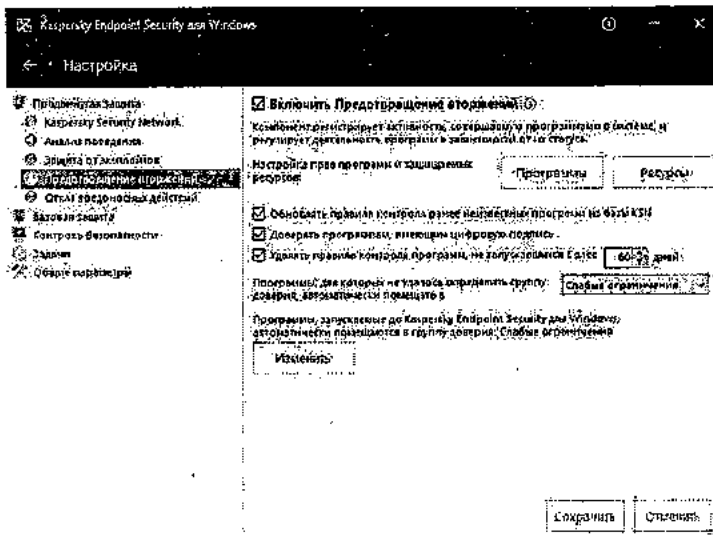 Kaspersky Endpoint Security для Windows
← Настройка
Продвинутая защита
Kaspersky Security Network
Анализ поведения
Защита от эксплойтов
Предотвращение вторжений
Откат вредоносных действий
Базовая защита
Контроль безопасности
Задачи
Общие параметры
Включить Предотвращение вторжений
Компонент регистрирует активность, совершаемую программами в системе, и
регулирует деятельность программ в зависимости от их статуса.
Настройка прав программ и защищаемых
ресурсов
Программы
Ресурсы
Обновлять правила контроля ранее неизвестных программ из базы KSN
Доверять программам, имеющим цифровую подпись
Удалять правила контроля программ, не запускавшихся более 60 дней
Программы, для которых не удалось определить группу
доверия, автоматически помещать в
Слабые ограничения
Программы, запускаемые до Kaspersky Endpoint Security для Windows,
автоматически помещаются в группу доверия: Слабые ограничения
Изменить
Сохранить
Отменить